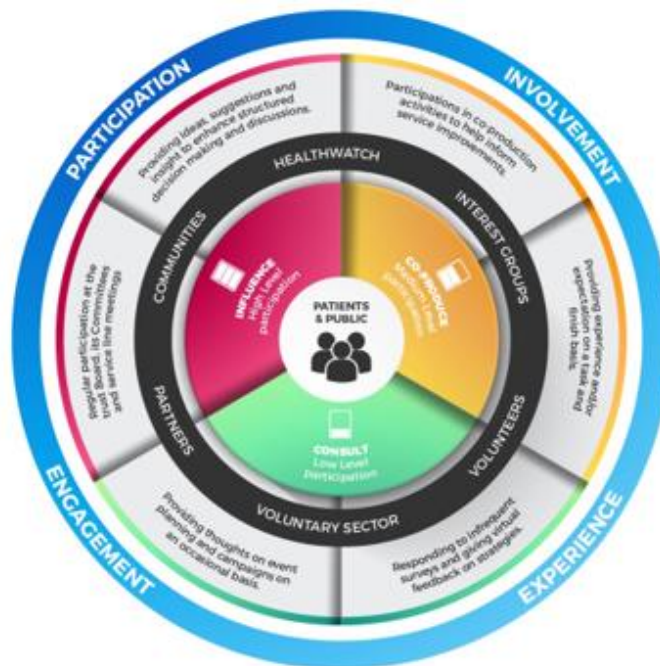 PARTICIPATION
INVOLVEMENT
EXPERIENCE
ENGAGEMENT
Providing ideas, suggestions and
insight to enhance structured
decision making and discussions.
Participations in co-production
activities to help inform
service improvements.
Providing experience and/or
expectation on a task and
finish basis.
Responding to infrequent
surveys and giving virtual
feedback on strategies.
Providing thoughts on event
planning and campaigns on
an occasional basis.
Regular participation at the
trust Board, its Committees
and service line meetings
HEALTHWATCH
INTEREST GROUPS
VOLUNTEERS
VOLUNTARY SECTOR
PARTNERS
COMMUNITIES
INFLUENCE
High Level
participation
CO-PRODUCE
Medium Level
participation
CONSULT
Low Level
participation
PATIENTS
& PUBLIC